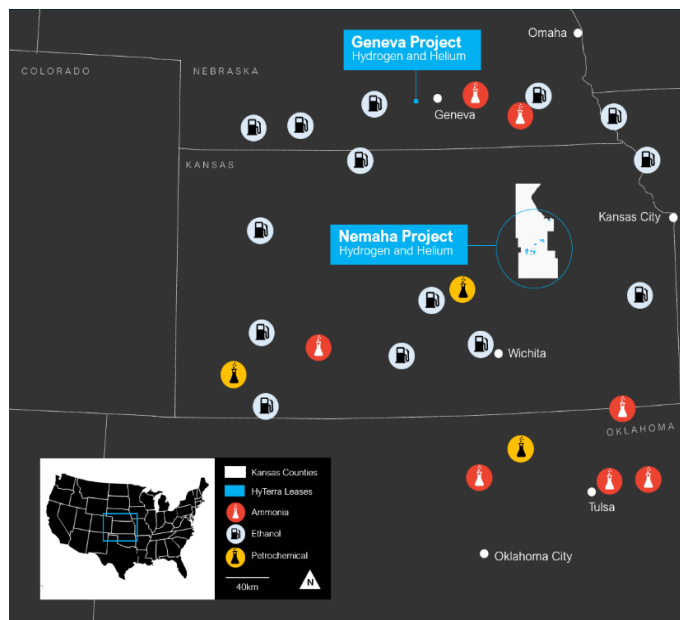 Omaha
Geneva Project
Hydrogen and Helium
COLORADO
NEBRASKA
Geneva
KANSAS
Kansas City
Nemaha Project
Hydrogen and Helium
Wichita
OKLAHOMA
Kansas Counties
HyTerra Leases
Ammonia
Ethanol
Petrochemical
40km
N
Tulsa
Oklahoma City